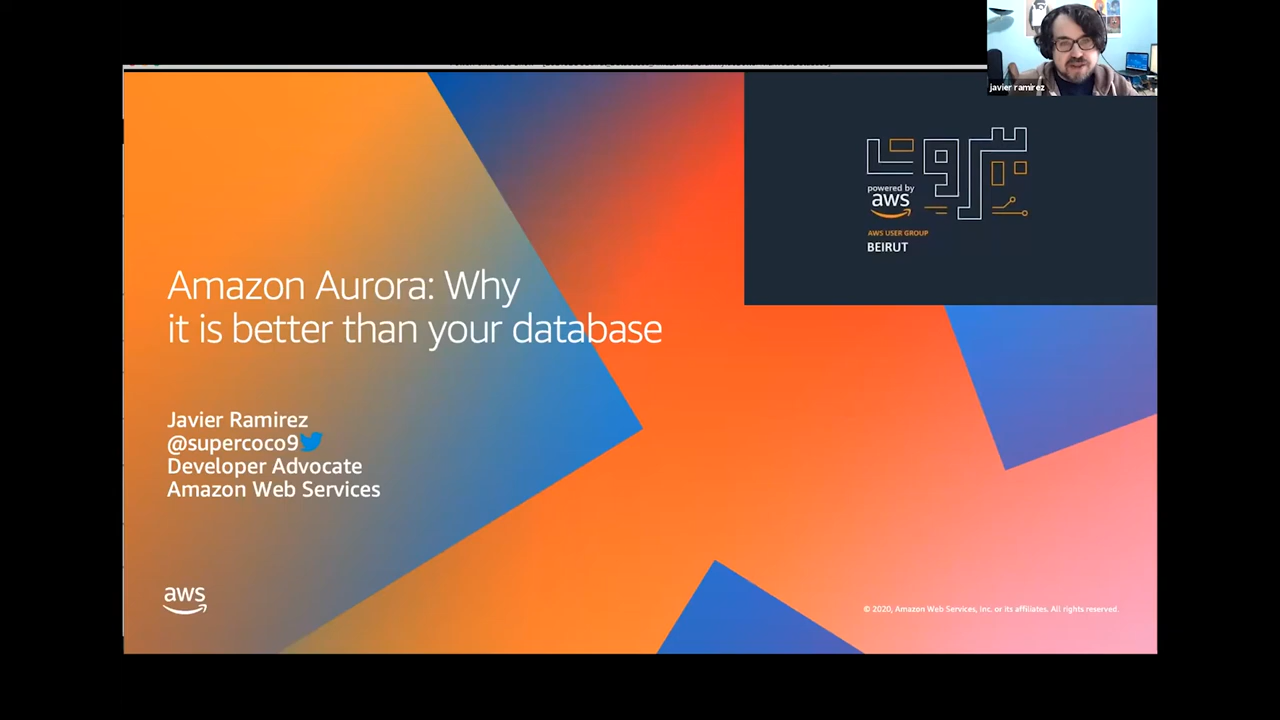 javier ramirez
بيروت
powered by
aws
AWS USER GROUP
BEIRUT
Amazon Aurora: Why
it is better than your database
Javier Ramirez
@supercoco9
Developer Advocate
Amazon Web Services
aws
© 2020, Amazon Web Services, Inc. or its affiliates. All rights reserved.